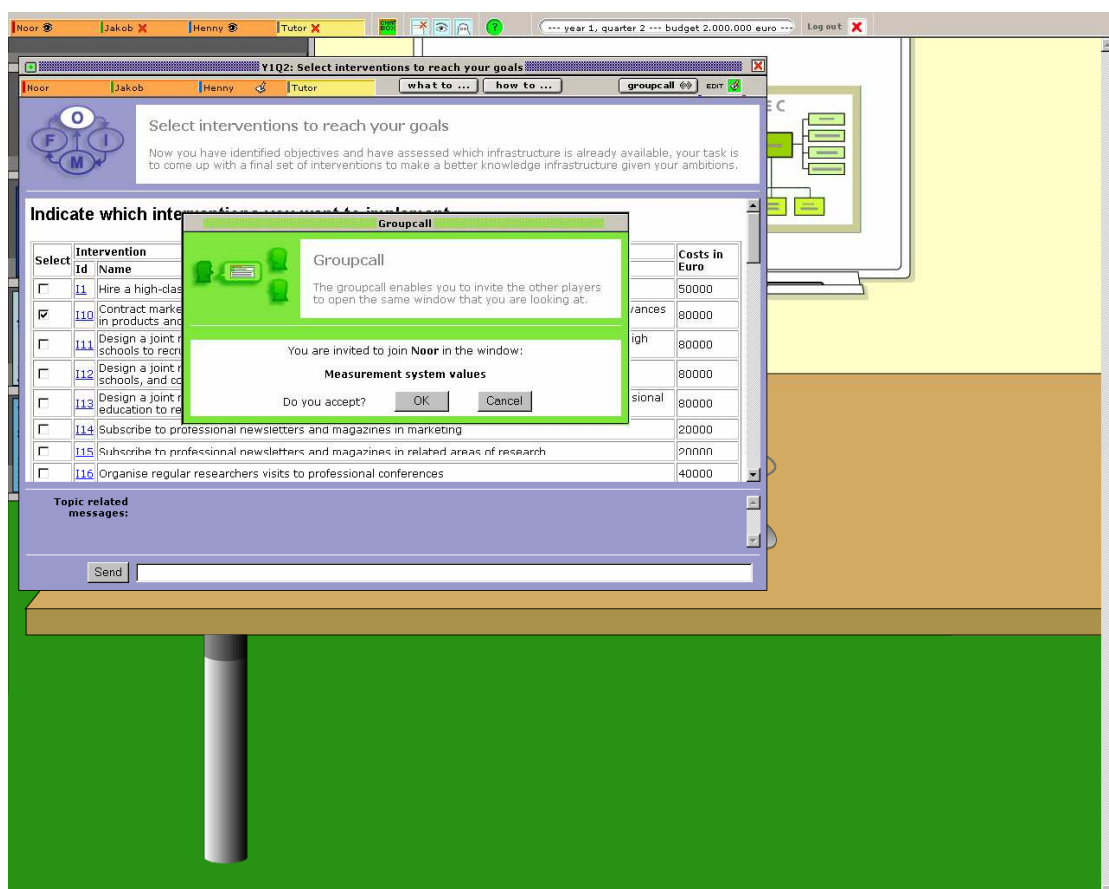 Noor Jakob Henny Tutor CHAT BOX ? --- year 1, quarter 2 --- budget 2.000.000 euro --- Log out
Y1Q2: Select interventions to reach your goals
Noor Jakob Henny Tutor what to ... how to ... groupcall EDIT
E C
O F I M
Select interventions to reach your goals
Now you have identified objectives and have assessed which infrastructure is already available, your task is
to come up with a final set of interventions to make a better knowledge infrastructure given your ambitions.
Indicate which
Groupcall
Select Intervention Costs in Euro
Id Name
I1 Hire a high-clas 50000
I10 Contract marke vances 80000
in products and
I11 Design a joint r igh 80000
schools to recru
I12 Design a joint r 80000
schools, and co
I13 Design a joint r sional 80000
education to re
I14 Subscribe to professional newsletters and magazines in marketing 20000
I15 Subscribe to professional newsletters and magazines in related areas of research 20000
I16 Organise regular researchers visits to professional conferences 40000
Groupcall
The groupcall enables you to invite the other players
to open the same window that you are looking at.
You are invited to join Noor in the window:
Measurement system values
Do you accept? OK Cancel
Topic related
messages:
Send